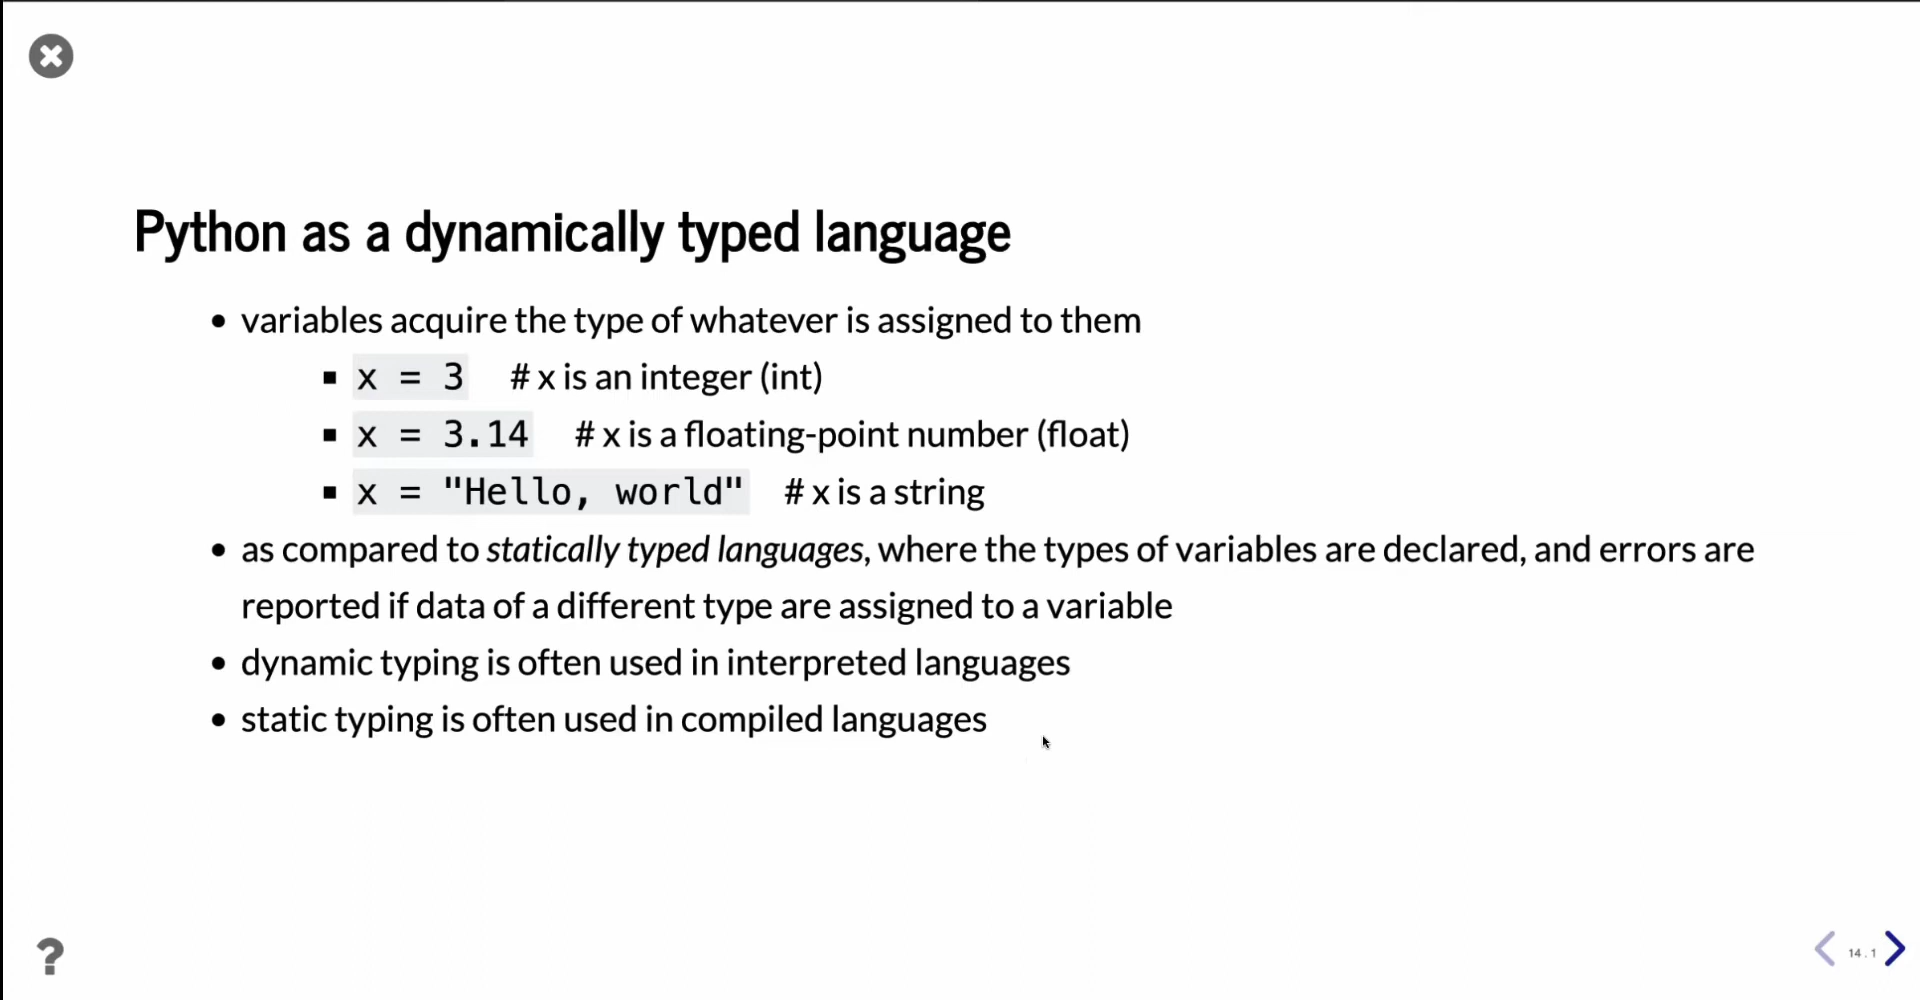 Python as a dynamically typed language
• variables acquire the type of whatever is assigned to them
▪ x = 3 # x is an integer (int)
▪ x = 3.14 # x is a floating-point number (float)
▪ x = "Hello, world" # x is a string
• as compared to statically typed languages, where the types of variables are declared, and errors are
reported if data of a different type are assigned to a variable
• dynamic typing is often used in interpreted languages
• static typing is often used in compiled languages
?
14.1